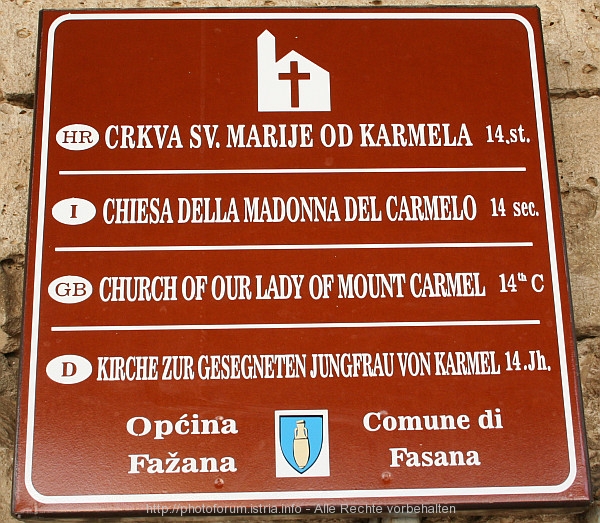 HR CRKVA SV. MARIJE OD KARMELA 14.st.
I CHIESA DELLA MADONNA DEL CARMELO 14 sec.
GB CHURCH OF OUR LADY OF MOUNT CARMEL 14th C
D KIRCHE ZUR GESEGNETEN JUNGFRAU VON KARMEL 14.Jh.
Općina
Fažana
Comune di
Fasana
http://photoforum.istria.info - Alle Rechte vorbehalten